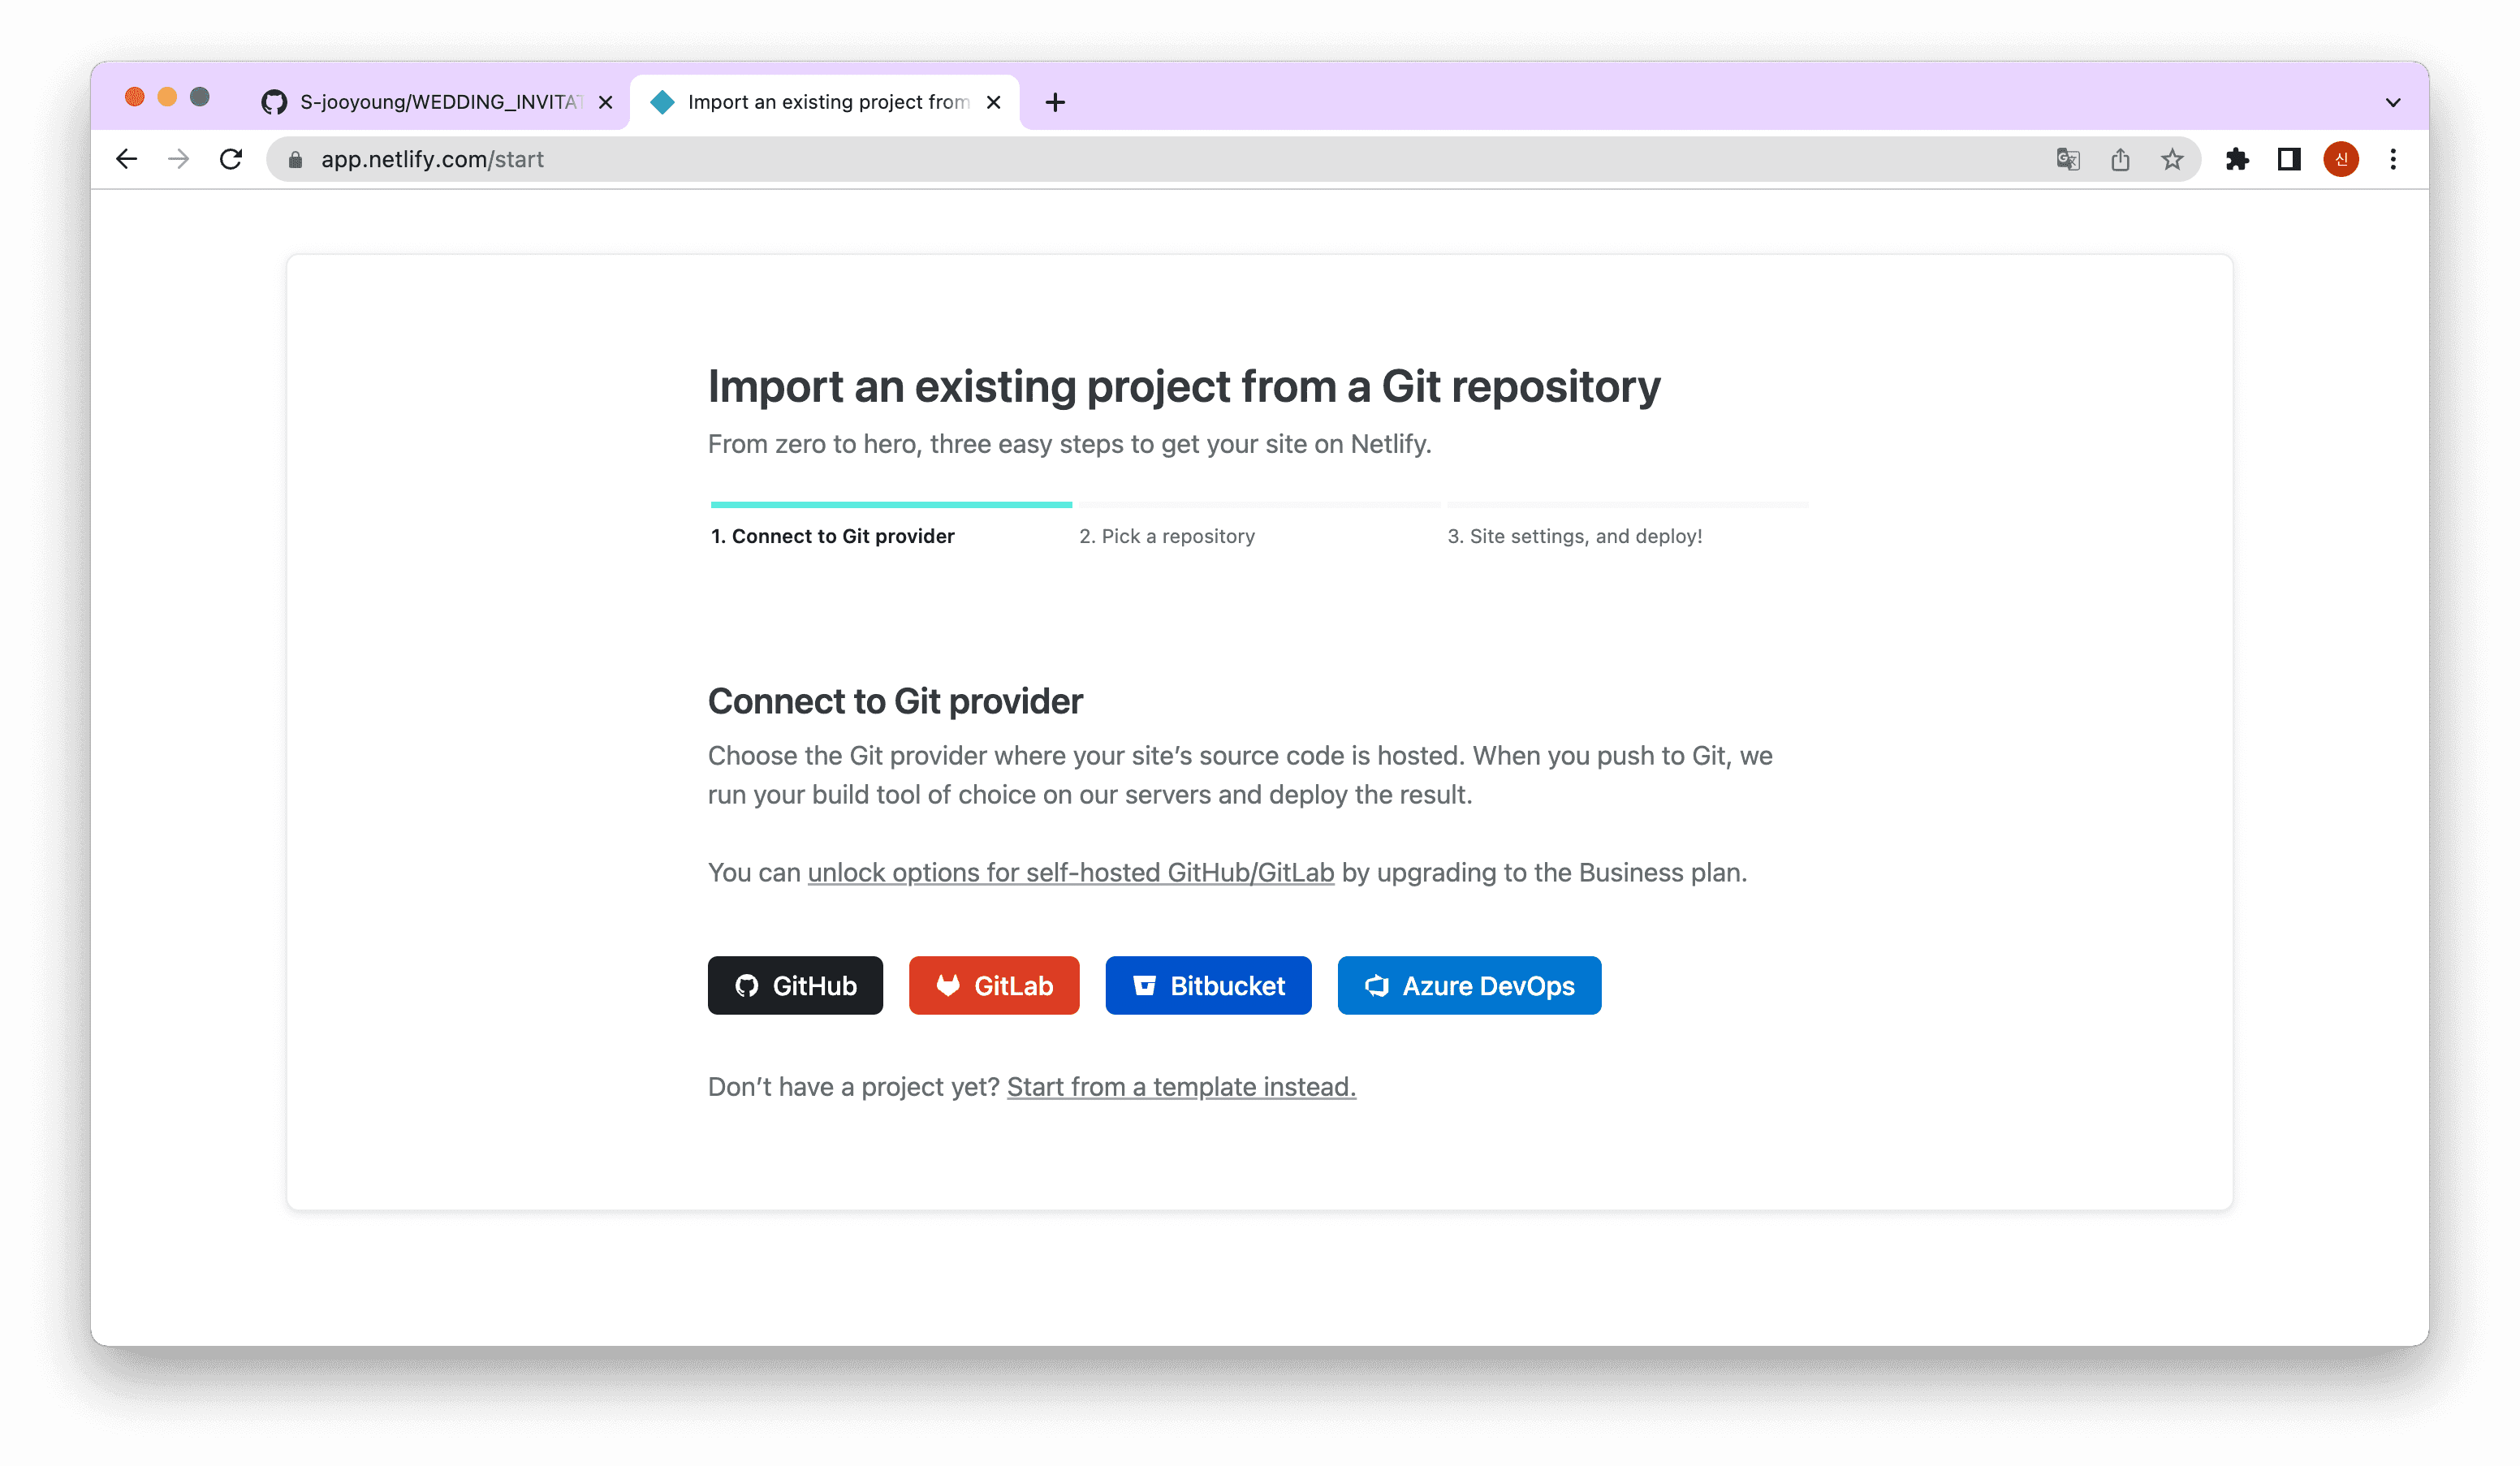 S-jooyoung/WEDDING_INVITAT
Import an existing project from
app.netlify.com/start
신
Import an existing project from a Git repository
From zero to hero, three easy steps to get your site on Netlify.
1. Connect to Git provider
2. Pick a repository
3. Site settings, and deploy!
Connect to Git provider
Choose the Git provider where your site’s source code is hosted. When you push to Git, we
run your build tool of choice on our servers and deploy the result.
You can unlock options for self-hosted GitHub/GitLab by upgrading to the Business plan.
GitHub
GitLab
Bitbucket
Azure DevOps
Don’t have a project yet? Start from a template instead.